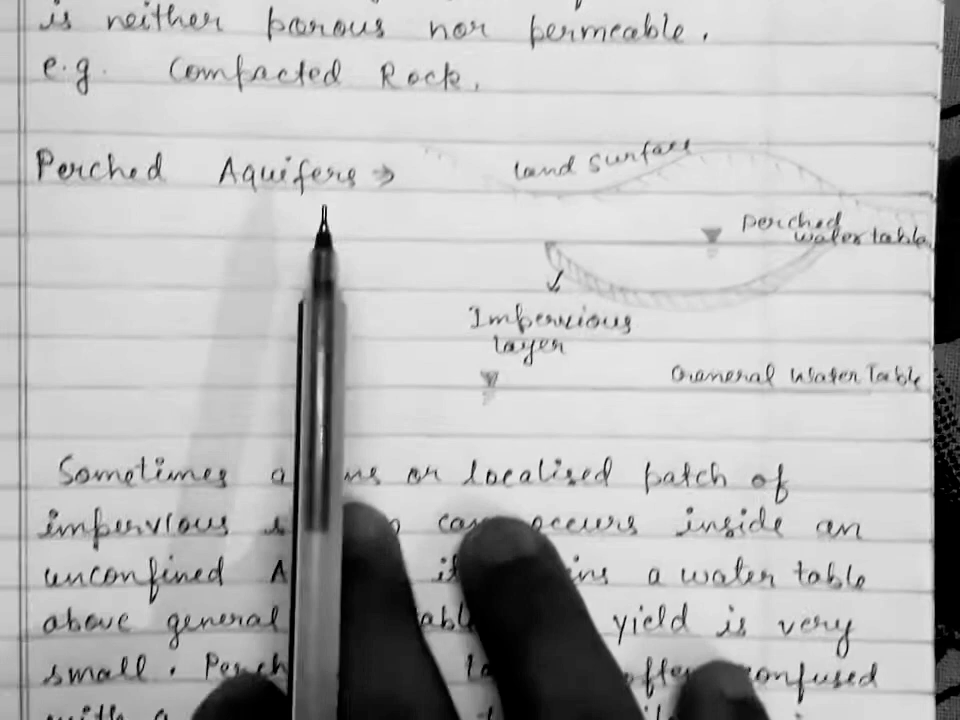 is neither porous nor permeable.
e.g. Compacted Rock.
Perched Aquifers →
land surface
perched
water table
Impervious
layer
General Water Table
Sometimes a or localised patch of
impervious can occurs inside an
unconfined a water table
above general yield is very
small. confused
with a